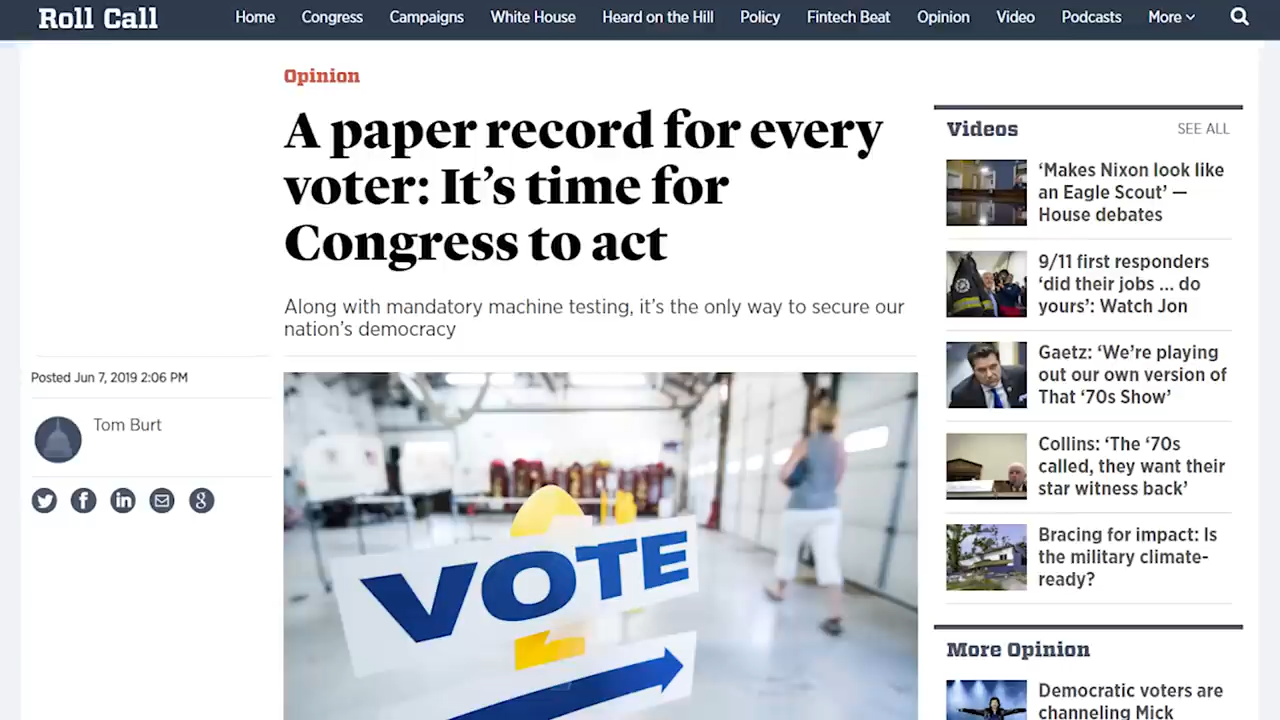 Roll Call
Home Congress Campaigns White House Heard on the Hill Policy Fintech Beat Opinion Video Podcasts More
Opinion
A paper record for every
voter: It’s time for
Congress to act
Along with mandatory machine testing, it’s the only way to secure our
nation’s democracy
Posted Jun 7, 2019 2:06 PM
Tom Burt
VOTE
Videos
SEE ALL
‘Makes Nixon look like
an Eagle Scout’ —
House debates
9/11 first responders
‘did their jobs ... do
yours’: Watch Jon
Gaetz: ‘We’re playing
out our own version of
That ‘70s Show’
Collins: ‘The ‘70s
called, they want their
star witness back’
Bracing for impact: Is
the military climate-
ready?
More Opinion
Democratic voters are
channeling Mick